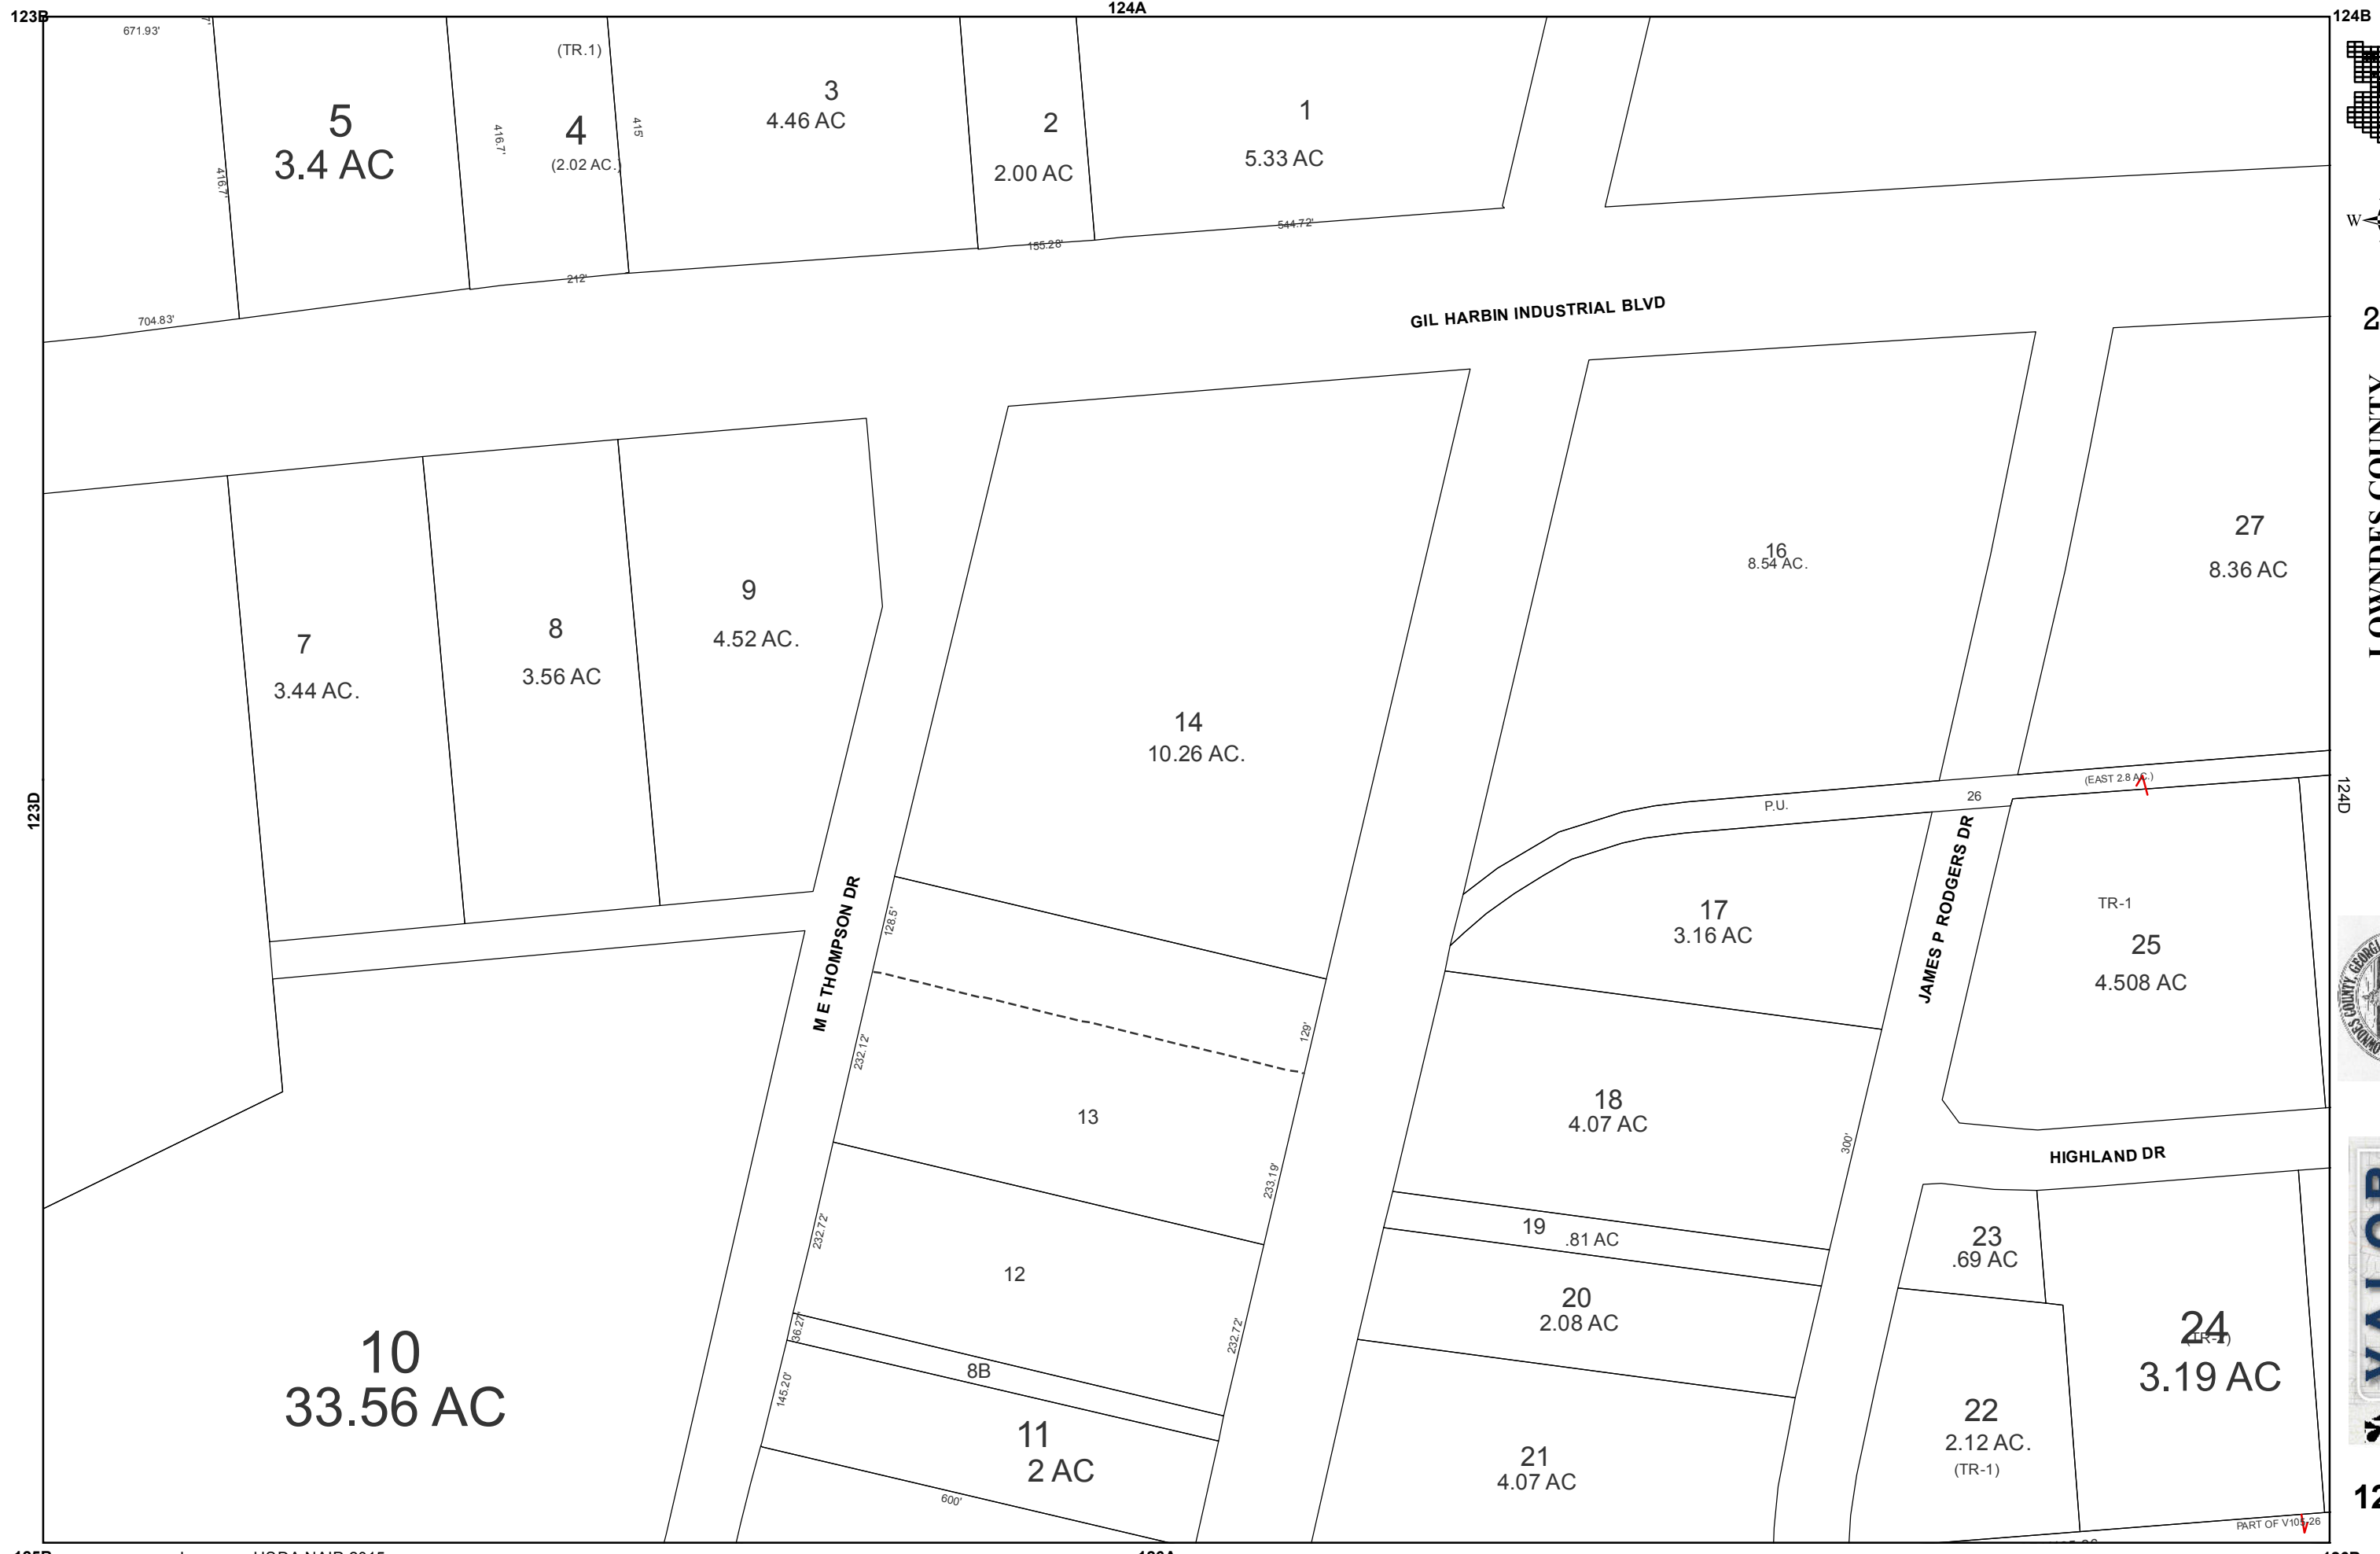 123B
124A
124B
671.93'
(TR.1)
5
3.4 AC
416.7'
416.7'
4
(2.02 AC.)
415'
3
4.46 AC
2
2.00 AC
1
5.33 AC
704.83'
212'
155.28'
544.72'
GIL HARBIN INDUSTRIAL BLVD
7
3.44 AC.
8
3.56 AC
9
4.52 AC.
14
10.26 AC.
16
8.54 AC.
27
8.36 AC
(EAST 2.8 AC.)
P.U.
26
123D
124D
M E THOMPSON DR
128.5'
232.12'
129'
13
17
3.16 AC
JAMES P RODGERS DR
TR-1
25
4.508 AC
18
4.07 AC
300'
HIGHLAND DR
233.19'
232.72'
12
19
.81 AC
23
.69 AC
20
2.08 AC
10
33.56 AC
36.27'
8B
232.72'
145.20'
11
2 AC
600'
21
4.07 AC
22
2.12 AC.
(TR-1)
24
3.19 AC
PART OF V105-26
W